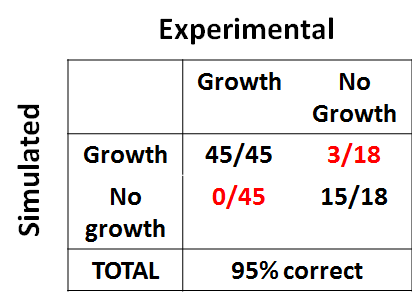 Experimental
Simulated
Growth No
Growth
Growth 45/45 3/18
No
growth 0/45 15/18
TOTAL 95% correct